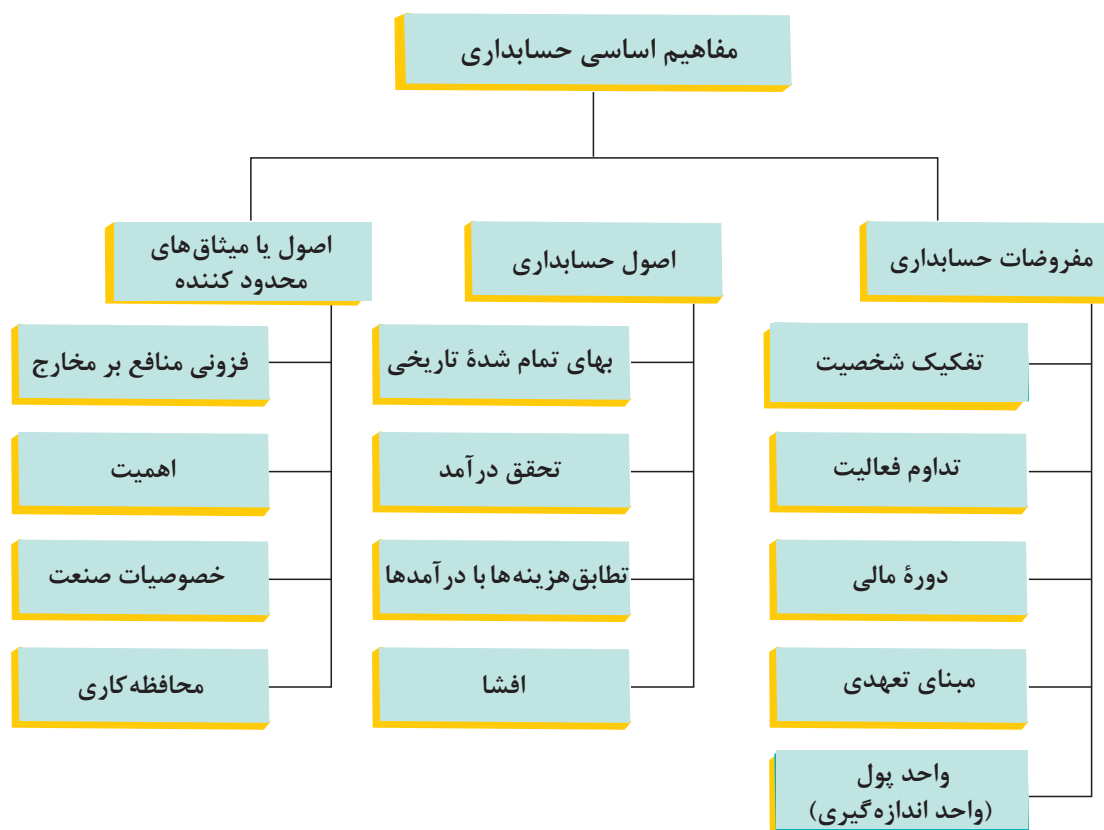 مفاهیم اساسی حسابداری
مفروضات حسابداری
تفکیک شخصیت
تداوم فعالیت
دورهٔ مالی
مبنای تعهدی
واحد پول
(واحد اندازه‌گیری)
اصول حسابداری
بهای تمام شدهٔ تاریخی
تحقق درآمد
تطابق هزینه‌ها با درآمدها
افشا
اصول یا میثاق‌های
محدود کننده
فزونی منافع بر مخارج
اهمیت
خصوصیات صنعت
محافظه‌کاری